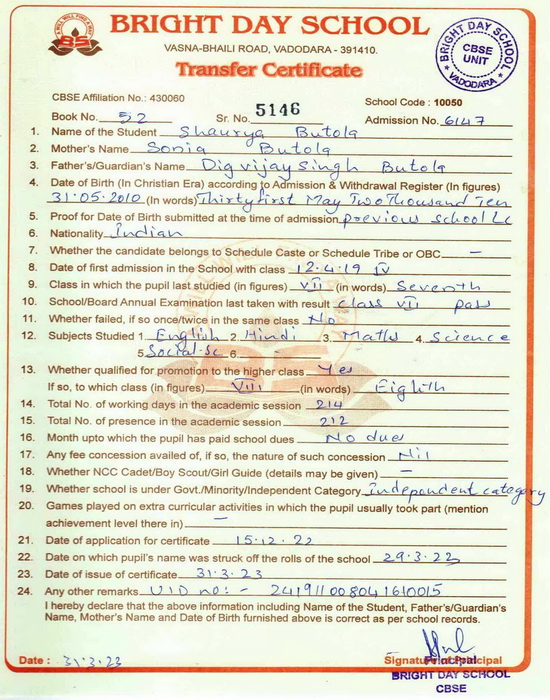 BRIGHT DAY SCHOOL
VASNA-BHAILI ROAD, VADODARA - 391410.
Transfer Certificate
BRIGHT DAY SCHOOL
CBSE
UNIT
VADODARA
CBSE Affiliation No.: 430060
School Code : 10050
Book No. 52 Sr. No. 5146 Admission No. 6147
1. Name of the Student Shaurya Butola
2. Mother's Name Sonia Butola
3. Father's/Guardian's Name Digvijay Singh Butola
4. Date of Birth (In Christian Era) according to Admission & Withdrawal Register (In figures)
31.05.2010 (In words) Thirty first May Two Thousand Ten
5. Proof for Date of Birth submitted at the time of admission previous school Lc
6. Nationality Indian
7. Whether the candidate belongs to Schedule Caste or Schedule Tribe or OBC —
8. Date of first admission in the School with class 12.4.19 IV
9. Class in which the pupil last studied (in figures) VII (in words) Seventh
10. School/Board Annual Examination last taken with result class VII pass
11. Whether failed, if so once/twice in the same class No
12. Subjects Studied 1. English 2. Hindi 3. Maths 4. Science
5. Social.Sc 6.
13. Whether qualified for promotion to the higher class Yes
If so, to which class (in figures) VIII (in words) Eighth
14. Total No. of working days in the academic session 214
15. Total No. of presence in the academic session 212
16. Month upto which the pupil has paid school dues No dues
17. Any fee concession availed of, if so, the nature of such concession Nil
18. Whether NCC Cadet/Boy Scout/Girl Guide (details may be given) —
19. Whether school is under Govt./Minority/Independent Category independent category
20. Games played on extra curricular activities in which the pupil usually took part (mention
achievement level there in) —
21. Date of application for certificate 15.12.22
22. Date on which pupil's name was struck off the rolls of the school 29.3.23
23. Date of issue of certificate 31.3.23
24. Any other remarks UID no:- 241911008041610015
I hereby declare that the above information including Name of the Student, Father's/Guardian's
Name, Mother's Name and Date of Birth furnished above is correct as per school records.
Date : 31.3.23
Principal
BRIGHT DAY SCHOOL
CBSE